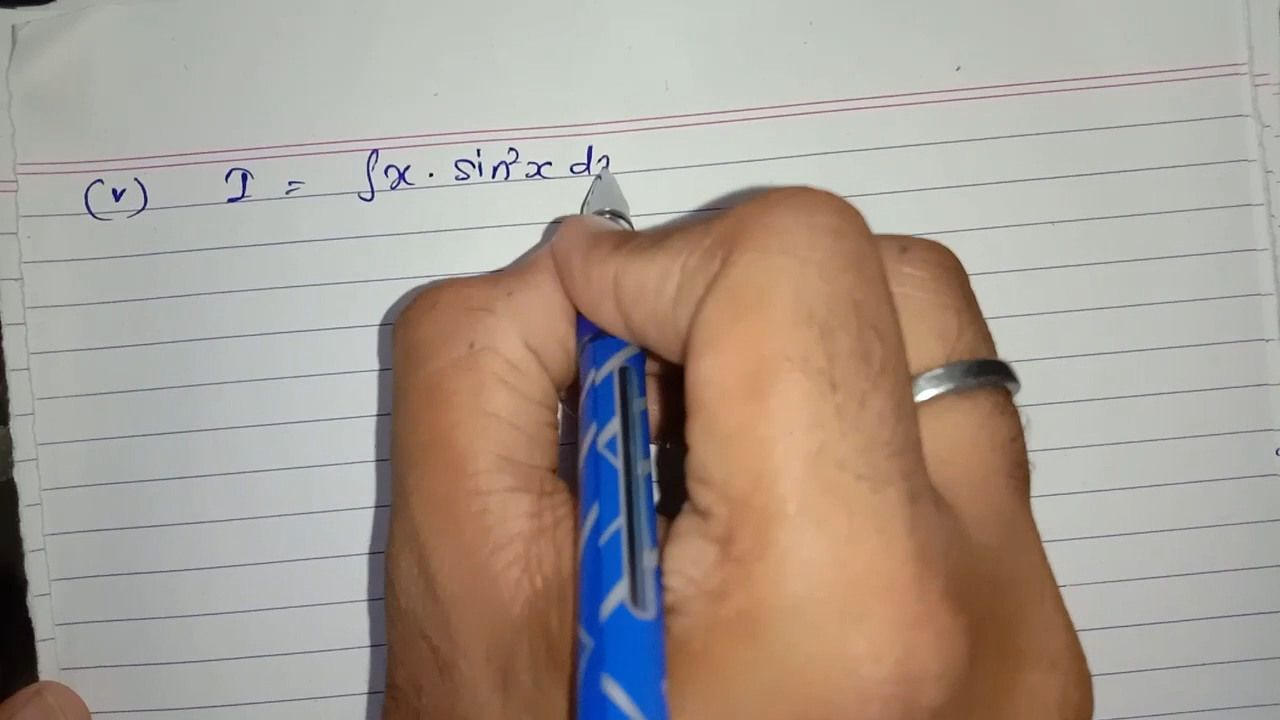 (v) I = ∫x · sin²x dx